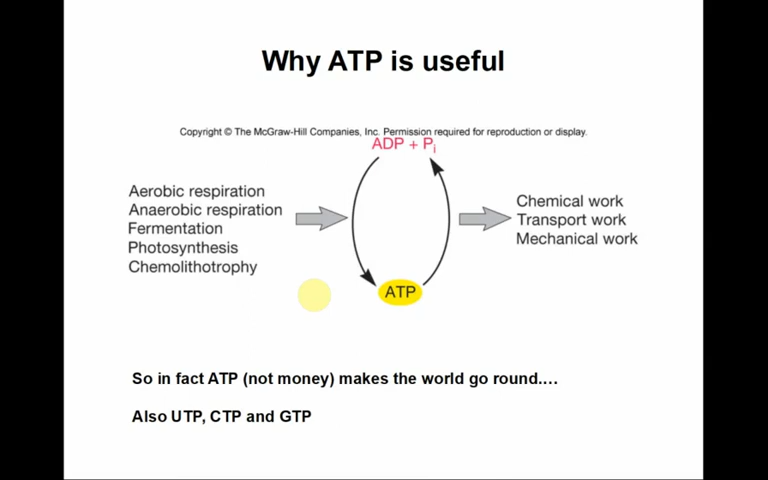 Why ATP is useful
Copyright © The McGraw-Hill Companies, Inc. Permission required for reproduction or display.
ADP + Pi
Aerobic respiration
Anaerobic respiration
Fermentation
Photosynthesis
Chemolithotrophy
Chemical work
Transport work
Mechanical work
ATP
So in fact ATP (not money) makes the world go round....
Also UTP, CTP and GTP